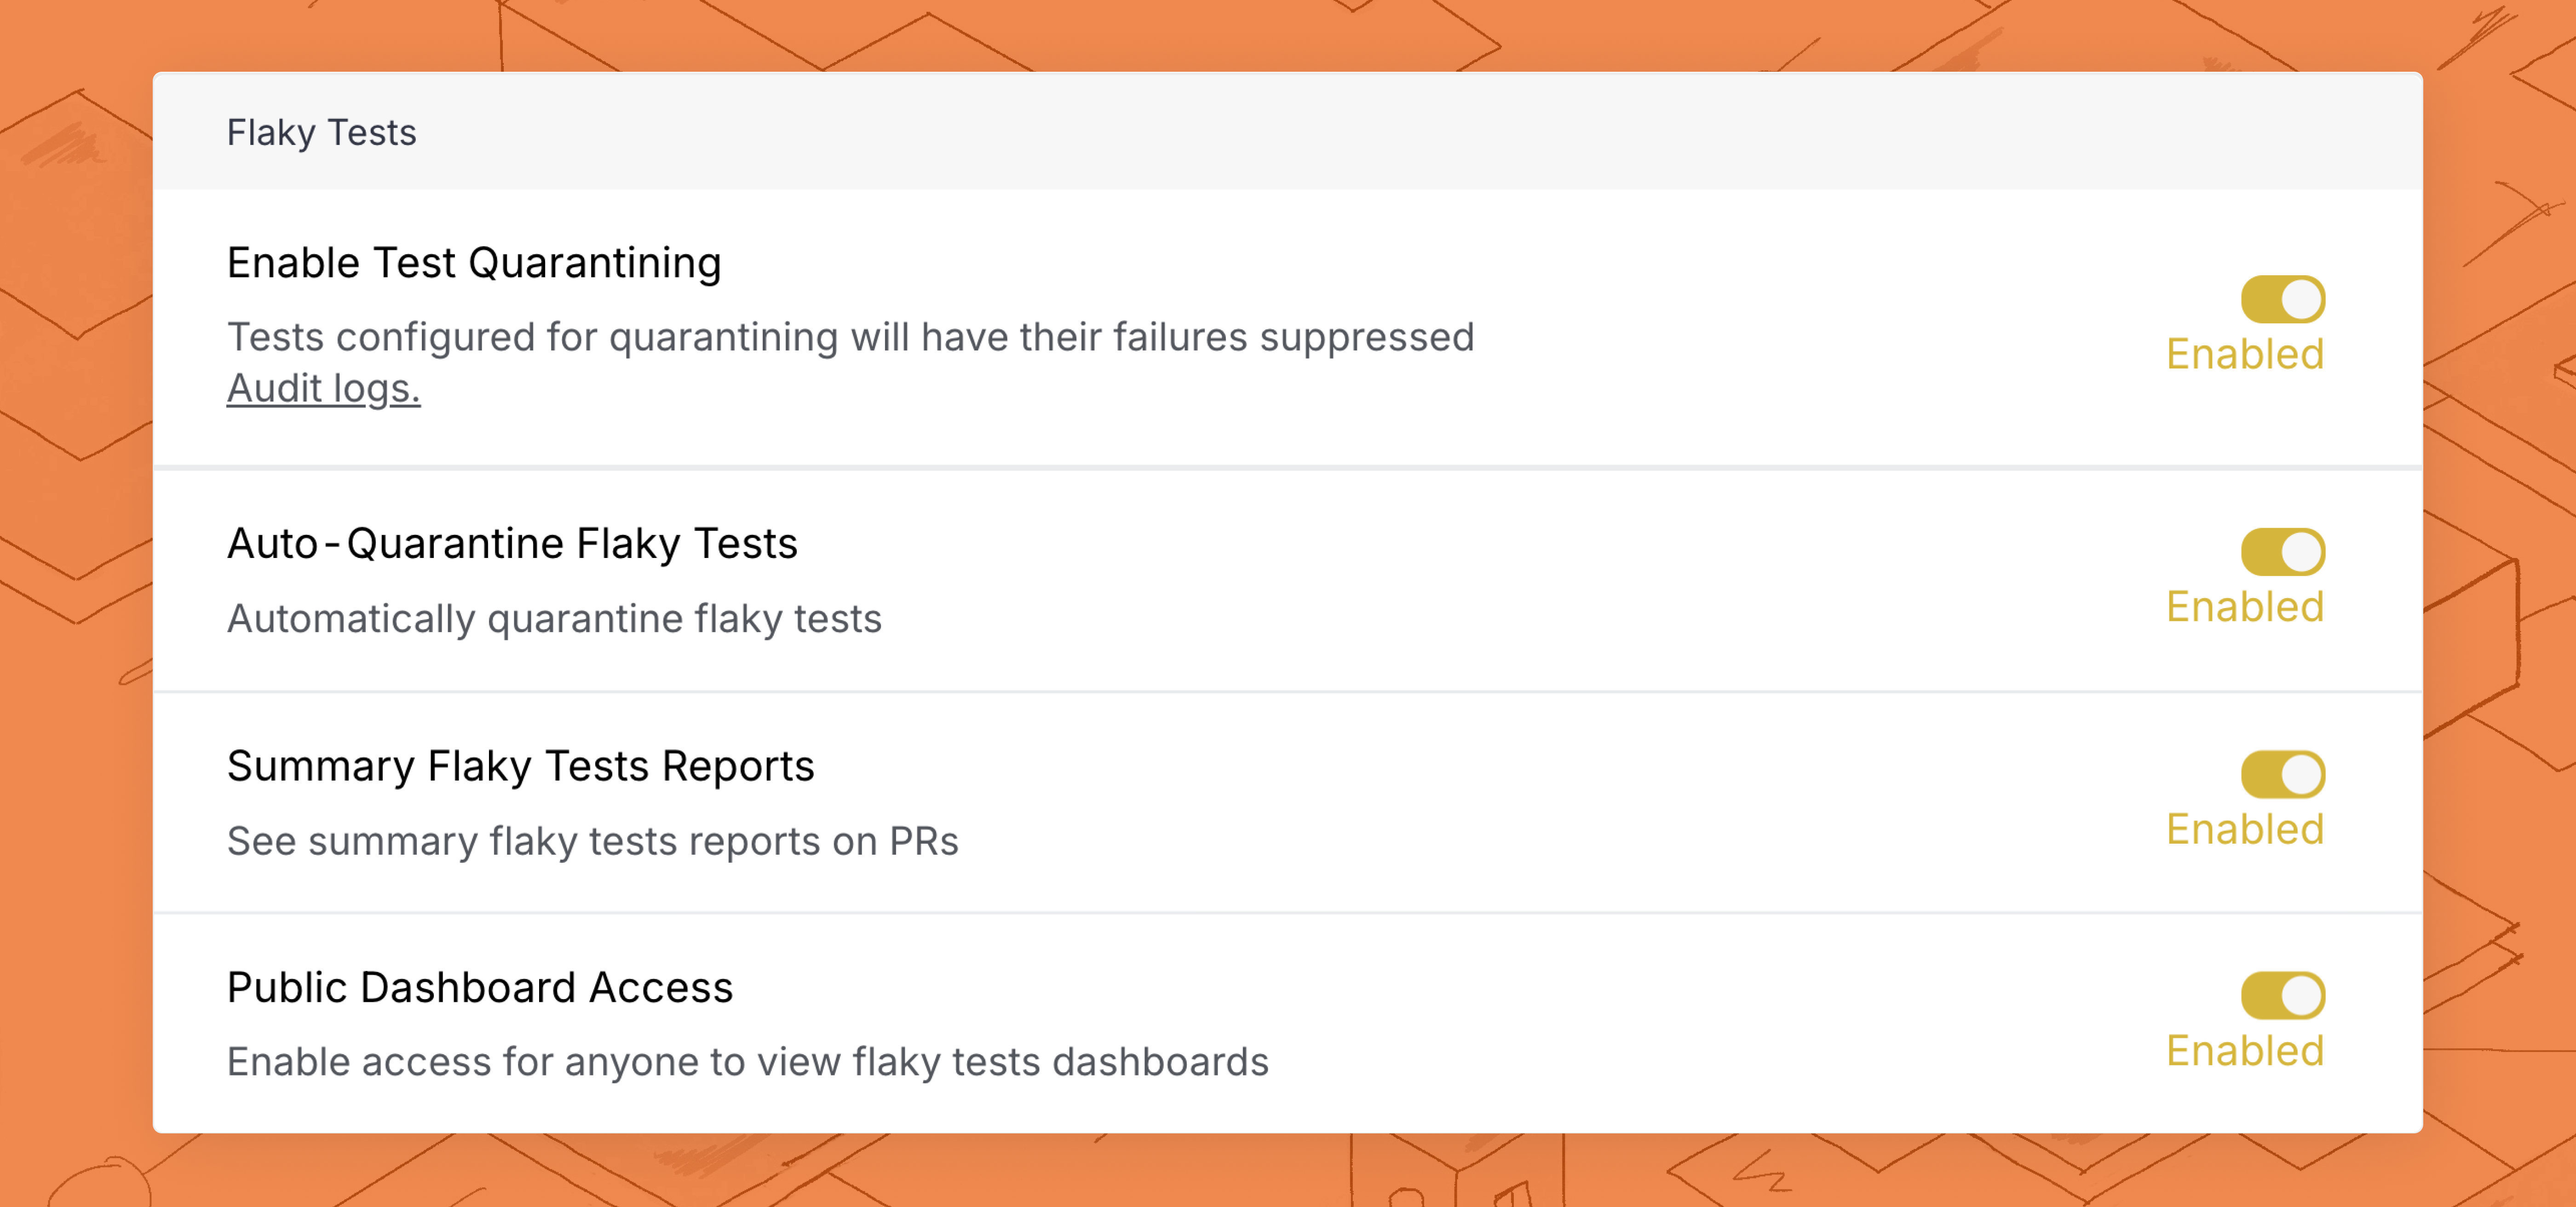 Flaky Tests
Enable Test Quarantining
Tests configured for quarantining will have their failures suppressed
Audit logs.
Enabled
Auto-Quarantine Flaky Tests
Automatically quarantine flaky tests
Enabled
Summary Flaky Tests Reports
See summary flaky tests reports on PRs
Enabled
Public Dashboard Access
Enable access for anyone to view flaky tests dashboards
Enabled